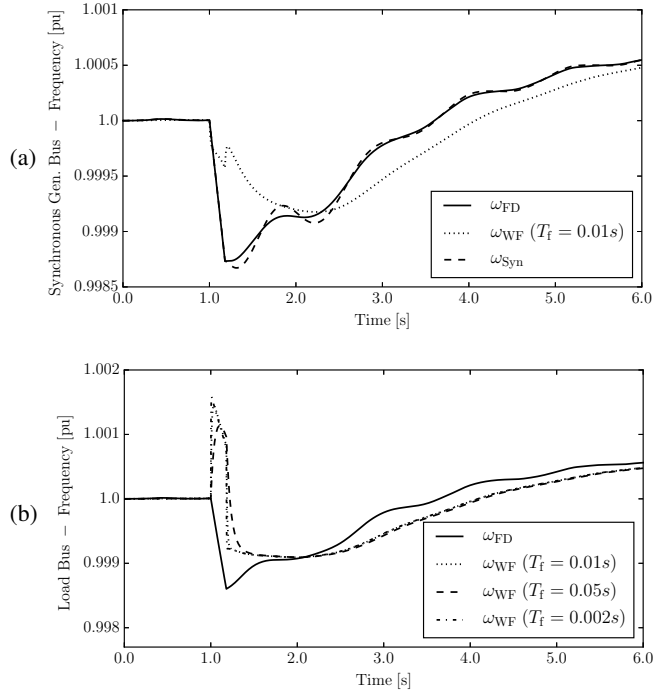 (a)
Synchronous Gen. Bus − Frequency [pu]
1.001
1.0005
1.0
0.9995
0.999
0.9985
0.0 1.0 2.0 3.0 4.0 5.0 6.0
Time [s]
ω_FD
ω_WF (T_f = 0.01s)
ω_Syn
(b)
Load Bus − Frequency [pu]
1.002
1.001
1.0
0.999
0.998
0.0 1.0 2.0 3.0 4.0 5.0 6.0
Time [s]
ω_FD
ω_WF (T_f = 0.01s)
ω_WF (T_f = 0.05s)
ω_WF (T_f = 0.002s)